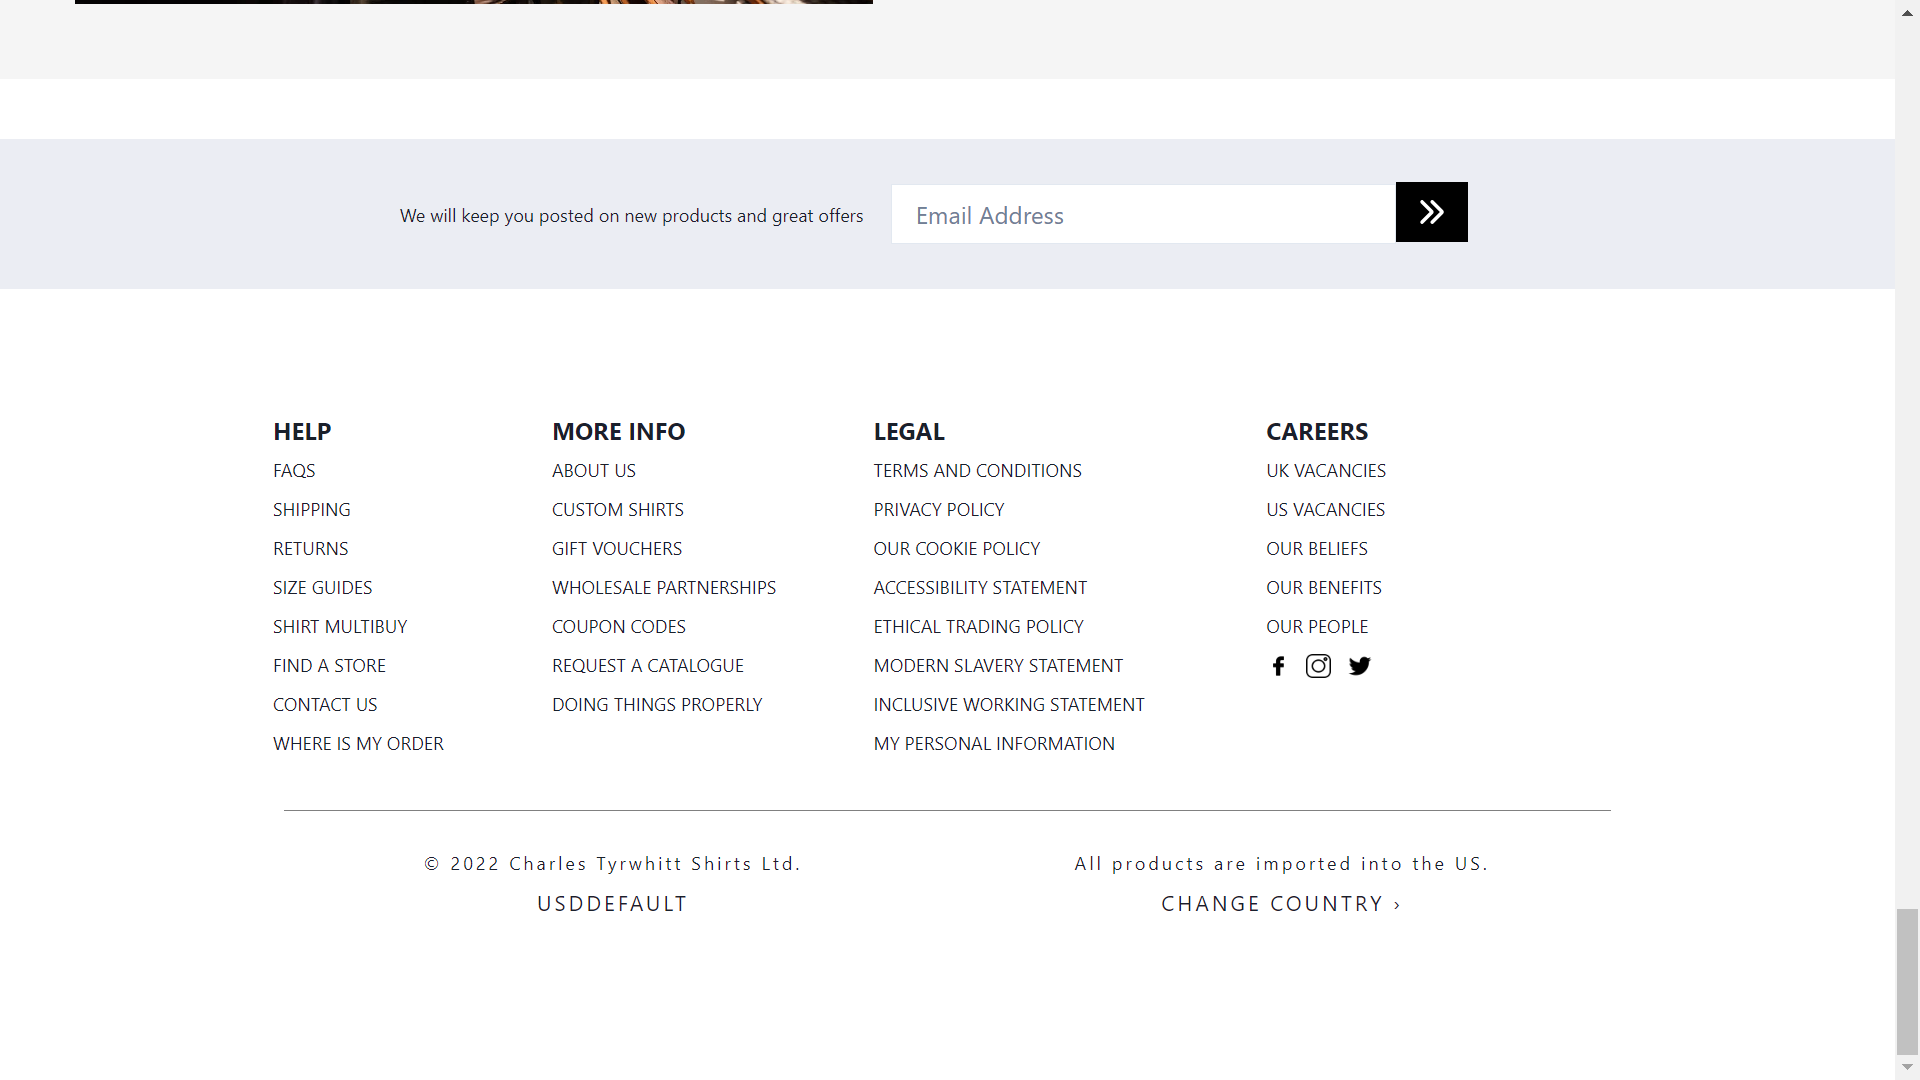 We will keep you posted on new products and great offers
Email Address
HELP
FAQS
SHIPPING
RETURNS
SIZE GUIDES
SHIRT MULTIBUY
FIND A STORE
CONTACT US
WHERE IS MY ORDER
MORE INFO
ABOUT US
CUSTOM SHIRTS
GIFT VOUCHERS
WHOLESALE PARTNERSHIPS
COUPON CODES
REQUEST A CATALOGUE
DOING THINGS PROPERLY
LEGAL
TERMS AND CONDITIONS
PRIVACY POLICY
OUR COOKIE POLICY
ACCESSIBILITY STATEMENT
ETHICAL TRADING POLICY
MODERN SLAVERY STATEMENT
INCLUSIVE WORKING STATEMENT
MY PERSONAL INFORMATION
CAREERS
UK VACANCIES
US VACANCIES
OUR BELIEFS
OUR BENEFITS
OUR PEOPLE
© 2022 Charles Tyrwhitt Shirts Ltd.
USDDEFAULT
All products are imported into the US.
CHANGE COUNTRY ›